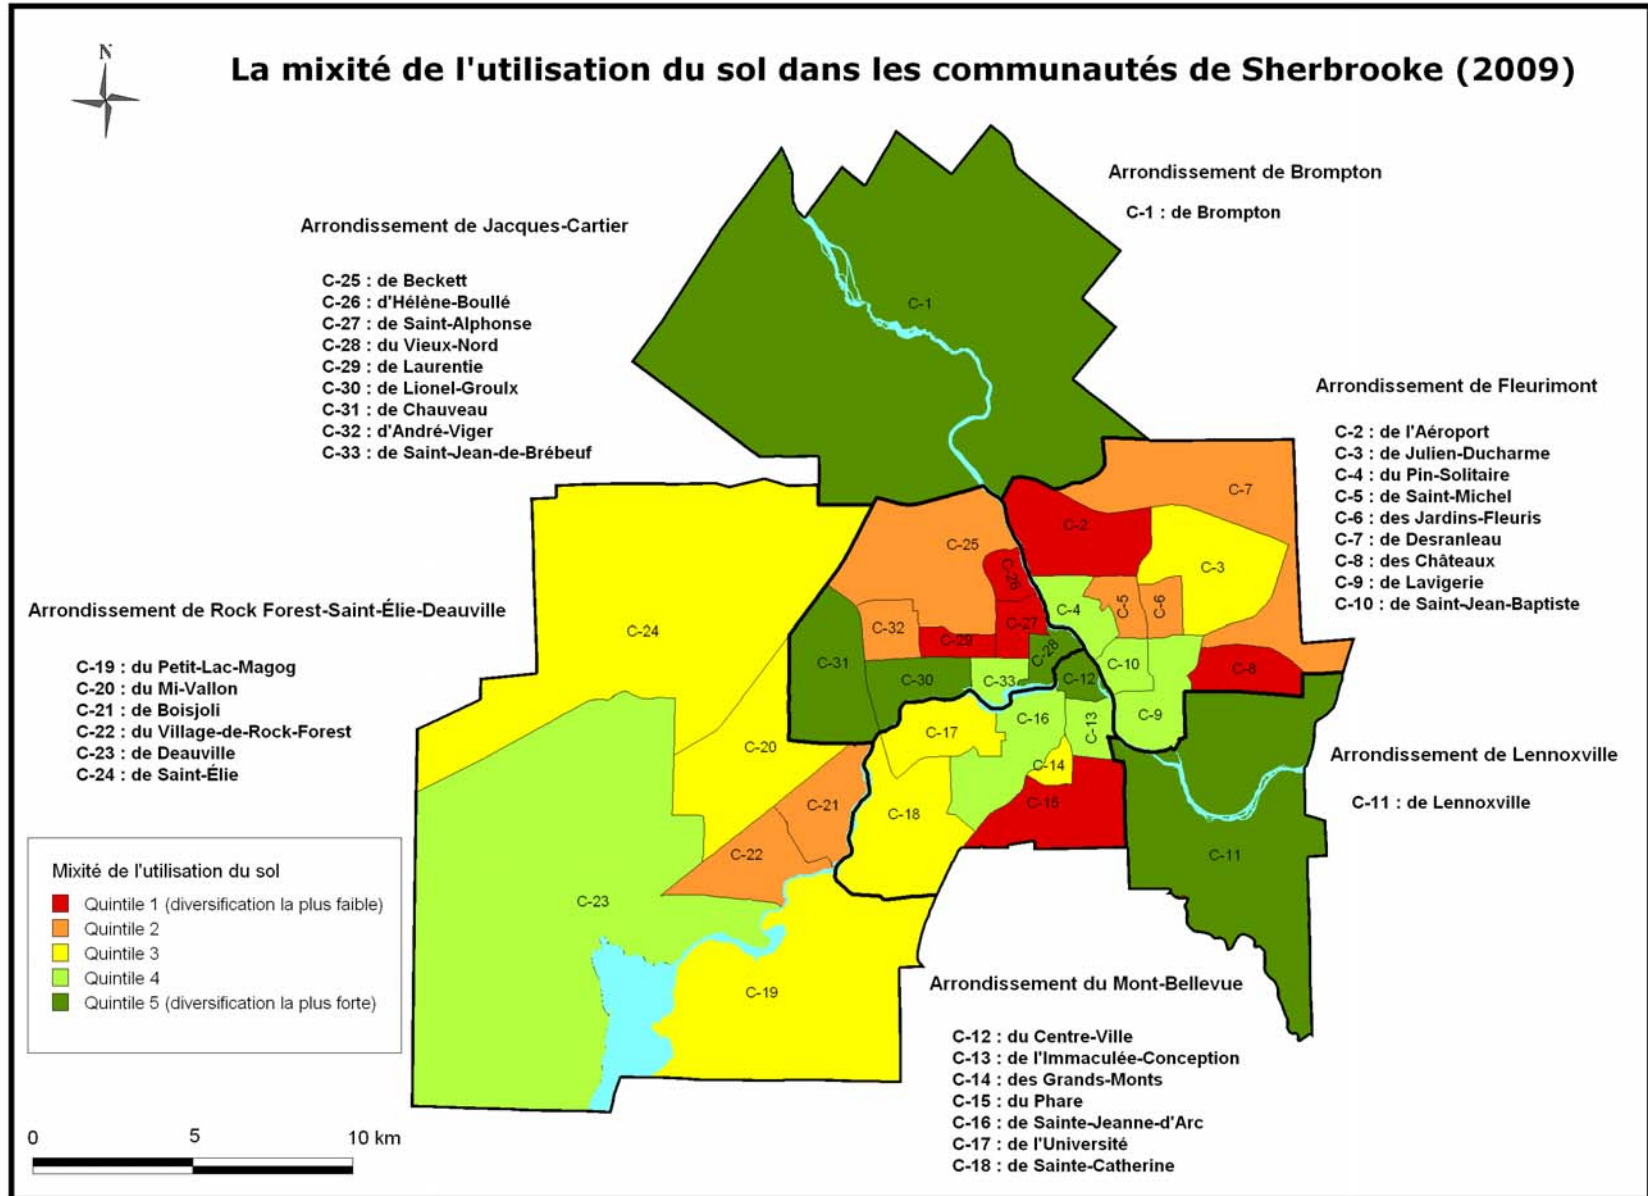 N
La mixité de l'utilisation du sol dans les communautés de Sherbrooke (2009)
Arrondissement de Brompton
C-1 : de Brompton
Arrondissement de Jacques-Cartier
C-25 : de Beckett
C-26 : d'Hélène-Boullé
C-27 : de Saint-Alphonse
C-28 : du Vieux-Nord
C-29 : de Laurentie
C-30 : de Lionel-Groulx
C-31 : de Chauveau
C-32 : d'André-Viger
C-33 : de Saint-Jean-de-Brébeuf
Arrondissement de Fleurimont
C-2 : de l'Aéroport
C-3 : de Julien-Ducharme
C-4 : du Pin-Solitaire
C-5 : de Saint-Michel
C-6 : des Jardins-Fleuris
C-7 : de Desranleau
C-8 : des Châteaux
C-9 : de Lavigerie
C-10 : de Saint-Jean-Baptiste
Arrondissement de Rock Forest-Saint-Élie-Deauville
C-19 : du Petit-Lac-Magog
C-20 : du Mi-Vallon
C-21 : de Boisjoli
C-22 : du Village-de-Rock-Forest
C-23 : de Deauville
C-24 : de Saint-Élie
Arrondissement de Lennoxville
C-11 : de Lennoxville
C-1
C-7
C-2
C-25
C-3
C-26
C-4
C-5
C-6
C-27
C-32
C-24
C-29
C-28
C-31
C-10
C-8
C-30
C-33
C-12
C-9
C-16
C-13
C-17
C-20
C-14
C-21
C-15
C-18
C-22
C-11
C-23
C-19
Mixité de l'utilisation du sol
Quintile 1 (diversification la plus faible)
Quintile 2
Quintile 3
Quintile 4
Quintile 5 (diversification la plus forte)
Arrondissement du Mont-Bellevue
C-12 : du Centre-Ville
C-13 : de l'Immaculée-Conception
C-14 : des Grands-Monts
C-15 : du Phare
C-16 : de Sainte-Jeanne-d'Arc
C-17 : de l'Université
C-18 : de Sainte-Catherine
0 5 10 km